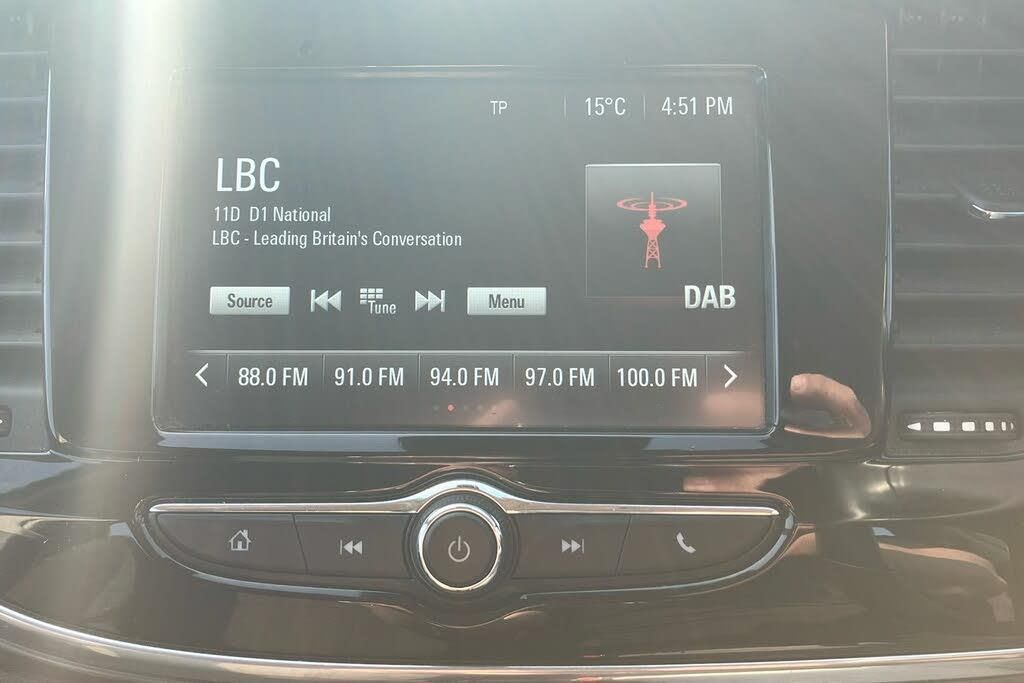 TP 15°C 4:51 PM
LBC
11D D1 National
LBC - Leading Britain's Conversation
DAB
Source Tune Menu
88.0 FM 91.0 FM 94.0 FM 97.0 FM 100.0 FM